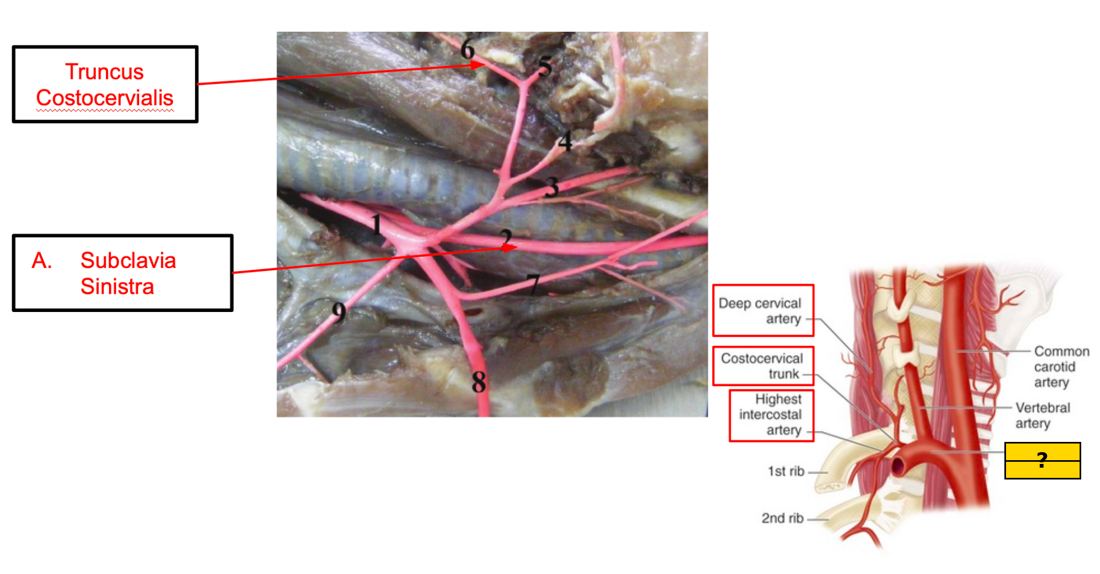 Truncus
Costocervialis
A. Subclavia
Sinistra
6
5
4
3
1
2
7
9
8
Deep cervical
artery
Costocervical
trunk
Highest
intercostal
artery
1st rib
2nd rib
Common
carotid
artery
Vertebral
artery
?